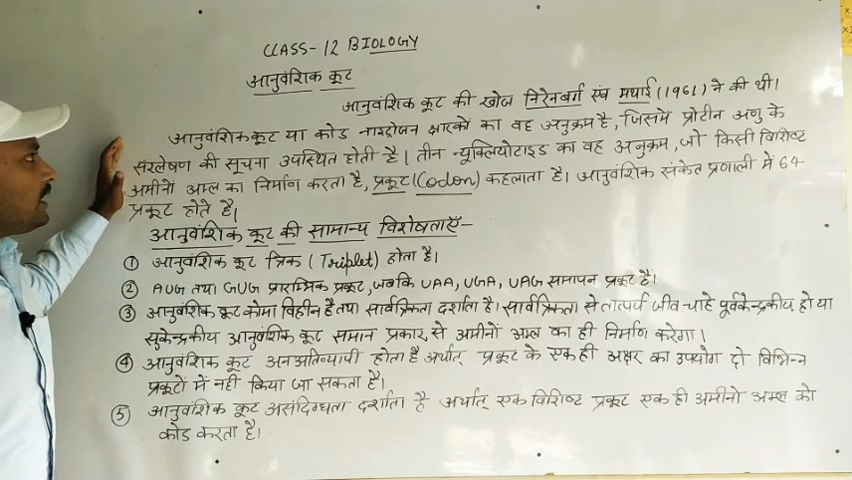 CLASS-12 BIOLOGY
आनुवंशिक कूट
आनुवंशिक कूट की खोज निरेनबर्ग एवं मथाई (1961) ने की थी।
आनुवंशिक कूट या कोड नाइट्रोजन क्षारकों का वह अनुक्रम है, जिसमें प्रोटीन अणु के
संश्लेषण की सूचना उपस्थित होती है। तीन न्यूक्लियोटाइड का वह अनुक्रम, जो किसी विशिष्ट
अमीनों अम्ल का निर्माण करता है, प्रकूट (Codon) कहलाता है। आनुवंशिक संकेत प्रणाली में 64
प्रकूट होते है।
आनुवंशिक कूट की सामान्य विशेषताएँ-
① आनुवंशिक कूट त्रिक (Triplet) होता है।
② AUG तथा GUG प्रारम्भिक प्रकूट, जबकि UAA, UGA, UAG समापन प्रकूट है।
③ आनुवंशिक कूट कोमा विहीन है तथा सार्वत्रिकता दर्शाता है। सार्वत्रिकता से तात्पर्य जीव चाहे पूर्वकेन्द्रकीय हो या
सुकेन्द्रकीय आनुवंशिक कूट समान प्रकार से अमीनों अम्ल का ही निर्माण करेगा।
④ आनुवंशिक कूट अनअतिव्यापी होता है अर्थात् प्रकूट के एक ही अक्षर का उपयोग दो विभिन्न
प्रकूटों में नहीं किया जा सकता है।
⑤ आनुवंशिक कूट असंदिग्धता दर्शाता है अर्थात् एक विशिष्ट प्रकूट एक ही अमीनो अम्ल को
कोड करता है।